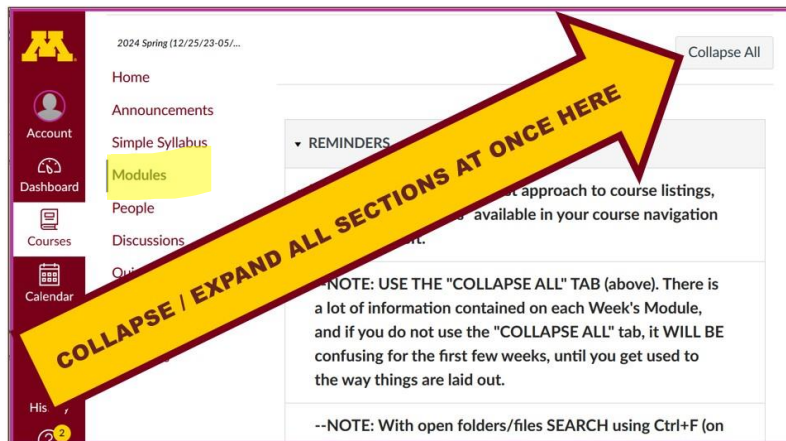 2024 Spring (12/25/23-05/...
Collapse All
Home
Announcements
Account
Simple Syllabus
REMINDERS
Modules
Dashboard
approach to course listings,
People
available in your course navigation
Courses
Discussions
--NOTE: USE THE "COLLAPSE ALL" TAB (above). There is
a lot of information contained on each Week's Module,
Calendar
and if you do not use the "COLLAPSE ALL" tab, it WILL BE
confusing for the first few weeks, until you get used to
the way things are laid out.
--NOTE: With open folders/files SEARCH using Ctrl+F (on
2
COLLAPSE / EXPAND ALL SECTIONS AT ONCE HERE